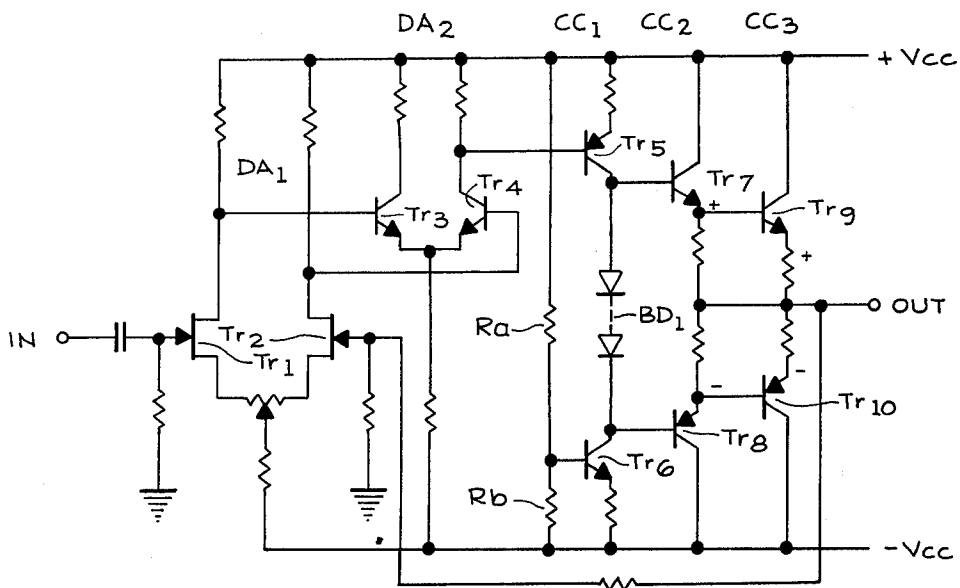 DA2 CC1 CC2 CC3
+ Vcc
DA1
Tr5
Tr4
Tr7
Tr3
+
Tr9
+
IN
Tr2
Tr1
Ra
BD1
OUT
-
-
Tr10
Tr8
Tr6
Rb
- Vcc